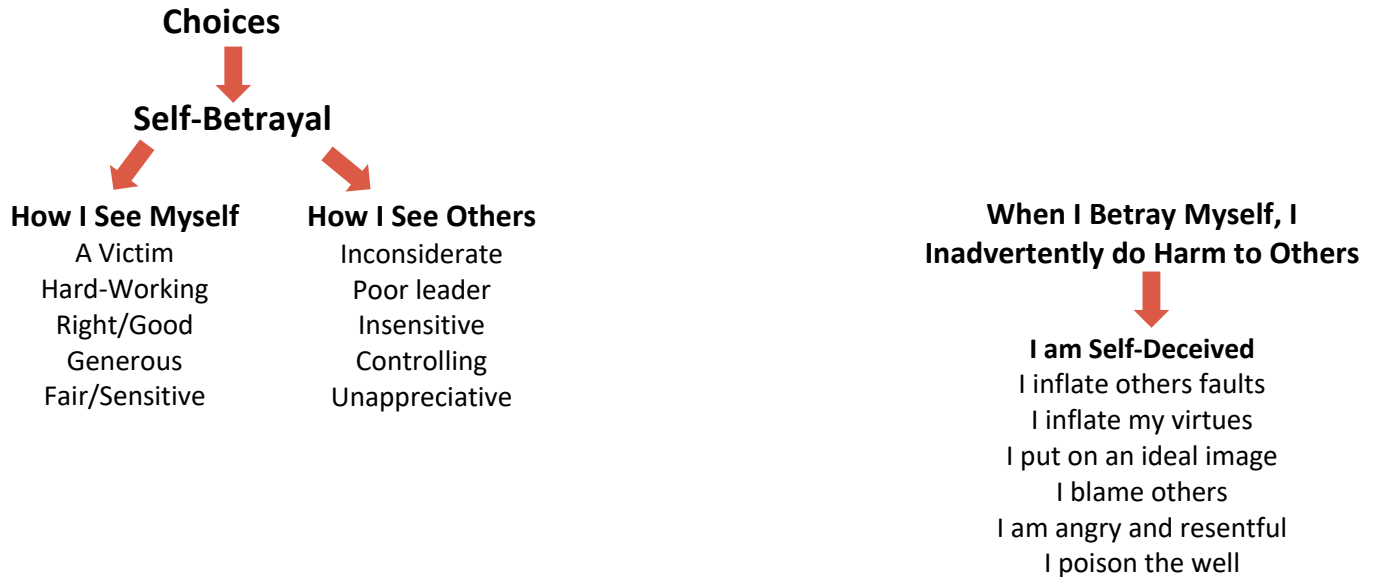 Choices
Self-Betrayal
How I See Myself
A Victim
Hard-Working
Right/Good
Generous
Fair/Sensitive
How I See Others
Inconsiderate
Poor leader
Insensitive
Controlling
Unappreciative
When I Betray Myself, I
Inadvertently do Harm to Others
I am Self-Deceived
I inflate others faults
I inflate my virtues
I put on an ideal image
I blame others
I am angry and resentful
I poison the well